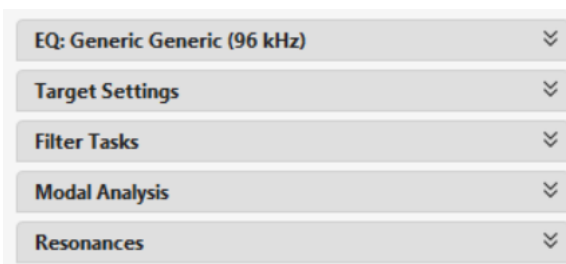 EQ: Generic Generic (96 kHz)
Target Settings
Filter Tasks
Modal Analysis
Resonances